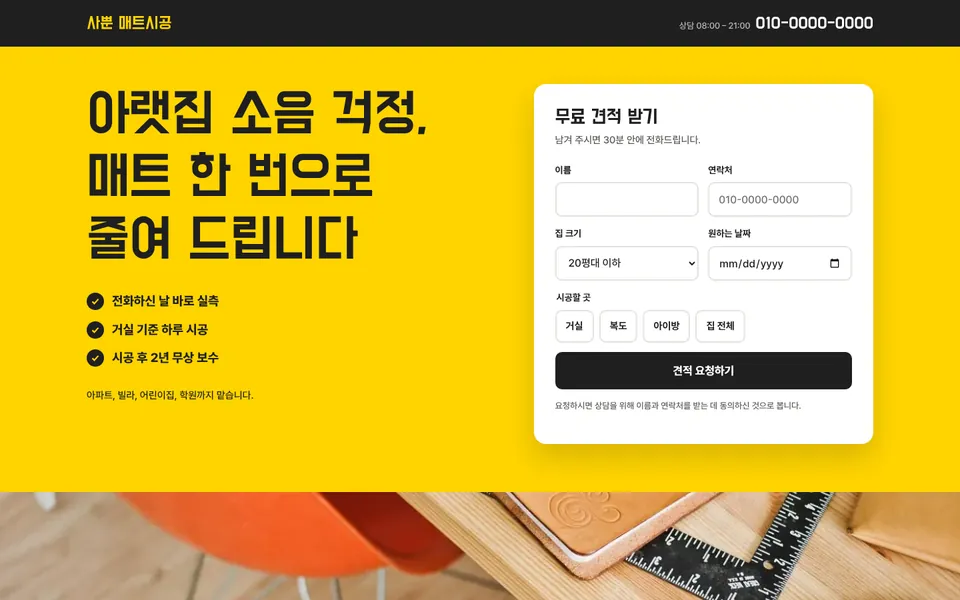 사뿐 매트시공
상담 08:00 – 21:00 010-0000-0000
아랫집 소음 걱정,
매트 한 번으로
줄여 드립니다
전화하신 날 바로 실측
거실 기준 하루 시공
시공 후 2년 무상 보수
아파트, 빌라, 어린이집, 학원까지 맡습니다.
무료 견적 받기
남겨 주시면 30분 안에 전화드립니다.
이름 연락처
010-0000-0000
집 크기 원하는 날짜
20평대 이하 mm/dd/yyyy
시공할 곳
거실 복도 아이방 집 전체
견적 요청하기
요청하시면 상담을 위해 이름과 연락처를 받는 데 동의하신 것으로 봅니다.